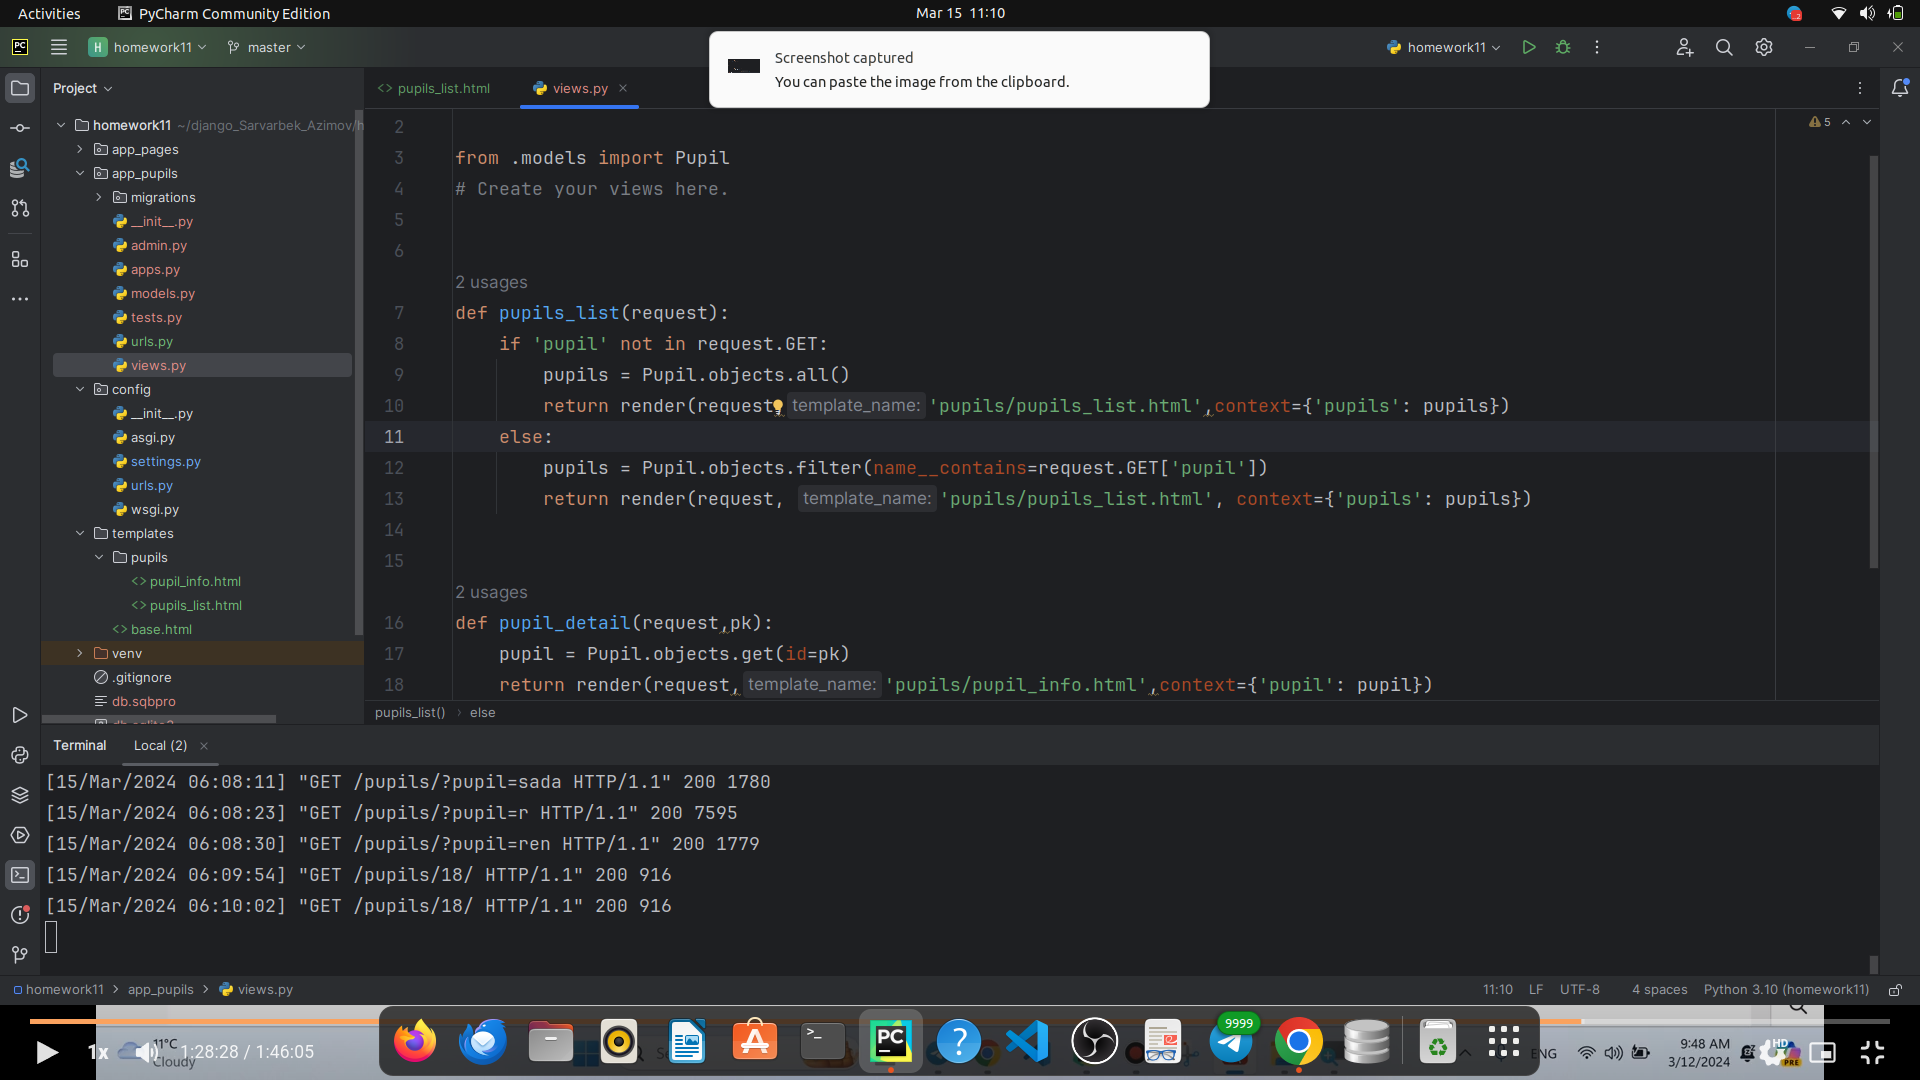 Activities
PyCharm Community Edition
Mar 15 11:10
homework11
master
Screenshot captured
You can paste the image from the clipboard.
homework11
Project
pupils_list.html
views.py
homework11 ~/django_Sarvarbek_Azimov/h
app_pages
app_pupils
migrations
__init__.py
admin.py
apps.py
models.py
tests.py
urls.py
views.py
config
__init__.py
asgi.py
settings.py
urls.py
wsgi.py
templates
pupils
pupil_info.html
pupils_list.html
base.html
venv
.gitignore
db.sqbpro
5
2
3 from .models import Pupil
4 # Create your views here.
5
6
2 usages
7 def pupils_list(request):
8 if 'pupil' not in request.GET:
9 pupils = Pupil.objects.all()
10 return render(request, template_name: 'pupils/pupils_list.html',context={'pupils': pupils})
11 else:
12 pupils = Pupil.objects.filter(name__contains=request.GET['pupil'])
13 return render(request, template_name: 'pupils/pupils_list.html', context={'pupils': pupils})
14
15
2 usages
16 def pupil_detail(request,pk):
17 pupil = Pupil.objects.get(id=pk)
18 return render(request, template_name: 'pupils/pupil_info.html',context={'pupil': pupil})
pupils_list() › else
Terminal
Local (2)
[15/Mar/2024 06:08:11] "GET /pupils/?pupil=sada HTTP/1.1" 200 1780
[15/Mar/2024 06:08:23] "GET /pupils/?pupil=r HTTP/1.1" 200 7595
[15/Mar/2024 06:08:30] "GET /pupils/?pupil=ren HTTP/1.1" 200 1779
[15/Mar/2024 06:09:54] "GET /pupils/18/ HTTP/1.1" 200 916
[15/Mar/2024 06:10:02] "GET /pupils/18/ HTTP/1.1" 200 916
homework11 › app_pupils › views.py
11:10 LF UTF-8 4 spaces Python 3.10 (homework11)
1x
11°C
Cloudy
1:28:28 / 1:46:05
9999
ENG
9:48 AM
3/12/2024
HD
PRE